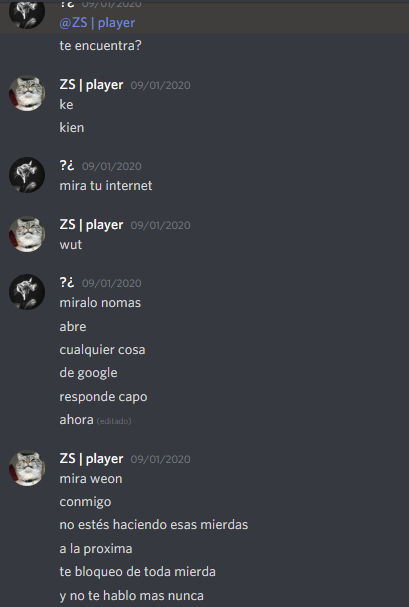 ?¿ 09/01/2020
@ZS | player
te encuentra?
ZS | player 09/01/2020
ke
kien
?¿ 09/01/2020
mira tu internet
ZS | player 09/01/2020
wut
?¿ 09/01/2020
miralo nomas
abre
cualquier cosa
de google
responde capo
ahora (editado)
ZS | player 09/01/2020
mira weon
conmigo
no estés haciendo esas mierdas
a la proxima
te bloqueo de toda mierda
y no te hablo mas nunca